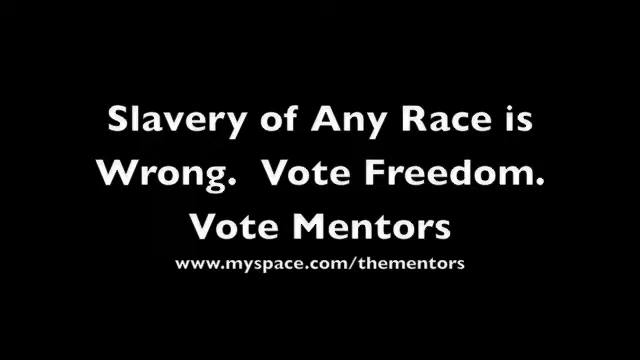 Slavery of Any Race is
Wrong.  Vote Freedom.
Vote Mentors
www.myspace.com/thementors